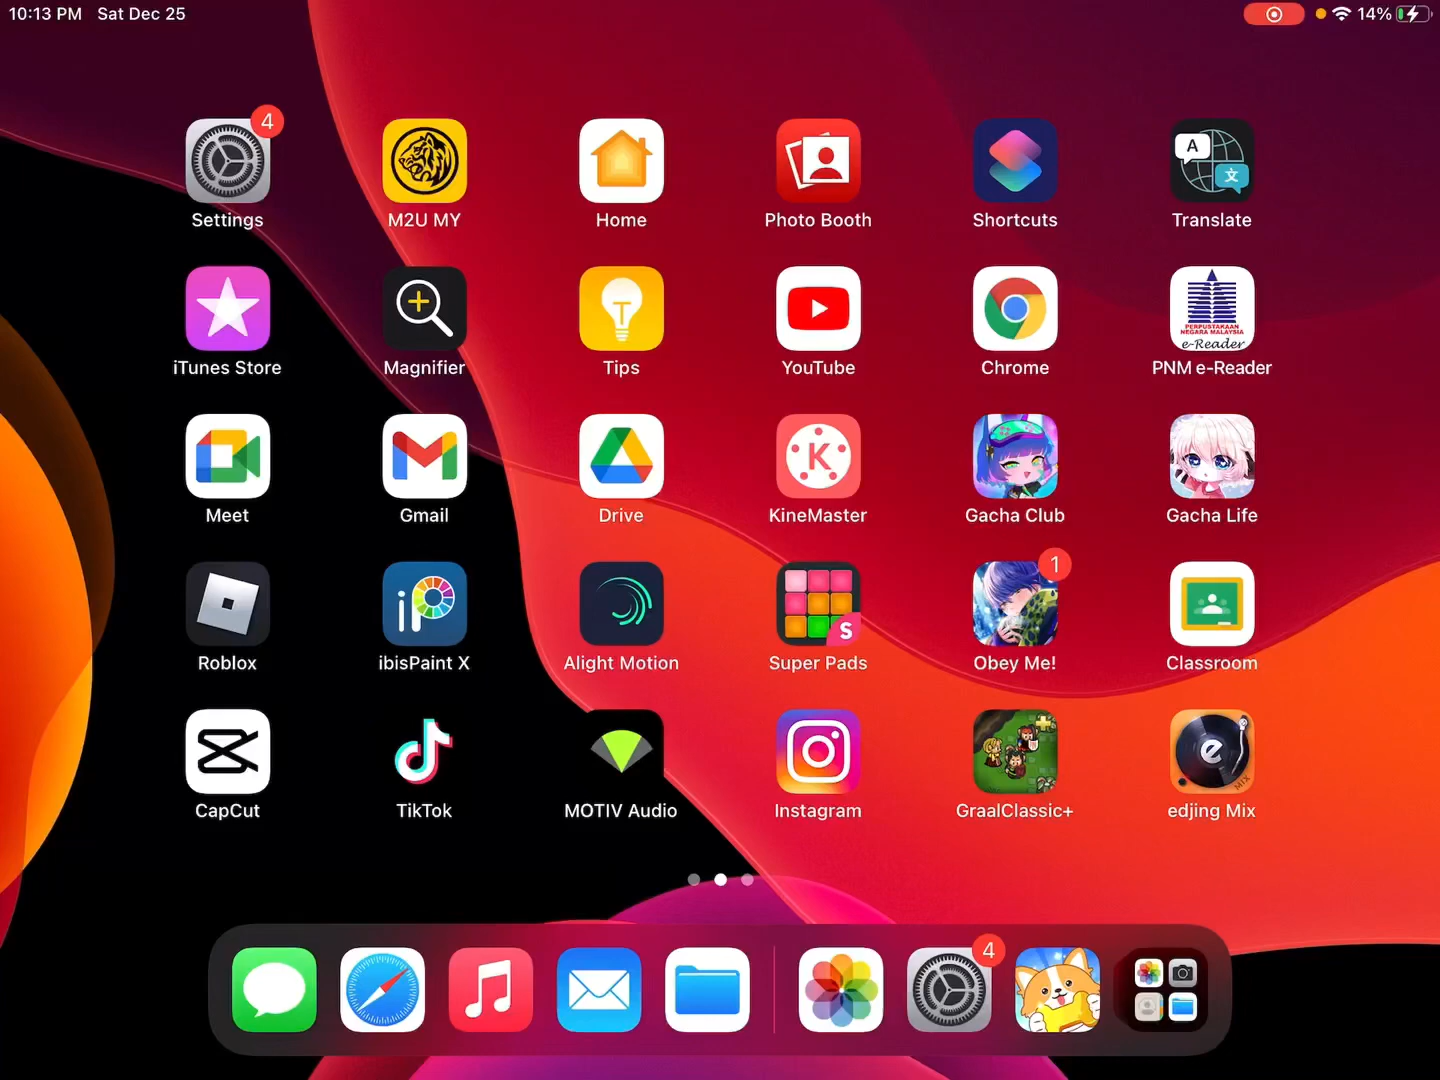 10:13 PM Sat Dec 25
14%
4
Settings
M2U MY
Home
Photo Booth
Shortcuts
A
文
Translate
iTunes Store
Magnifier
T
Tips
YouTube
Chrome
PERPUSTAKAAN
NEGARA MALAYSIA
e-Reader
PNM e-Reader
Meet
Gmail
Drive
K
KineMaster
Gacha Club
Gacha Life
Roblox
iP
ibisPaint X
Alight Motion
S
Super Pads
1
Obey Me!
Classroom
CapCut
TikTok
MOTIV Audio
Instagram
GraalClassic+
e
MIX
edjing Mix
4